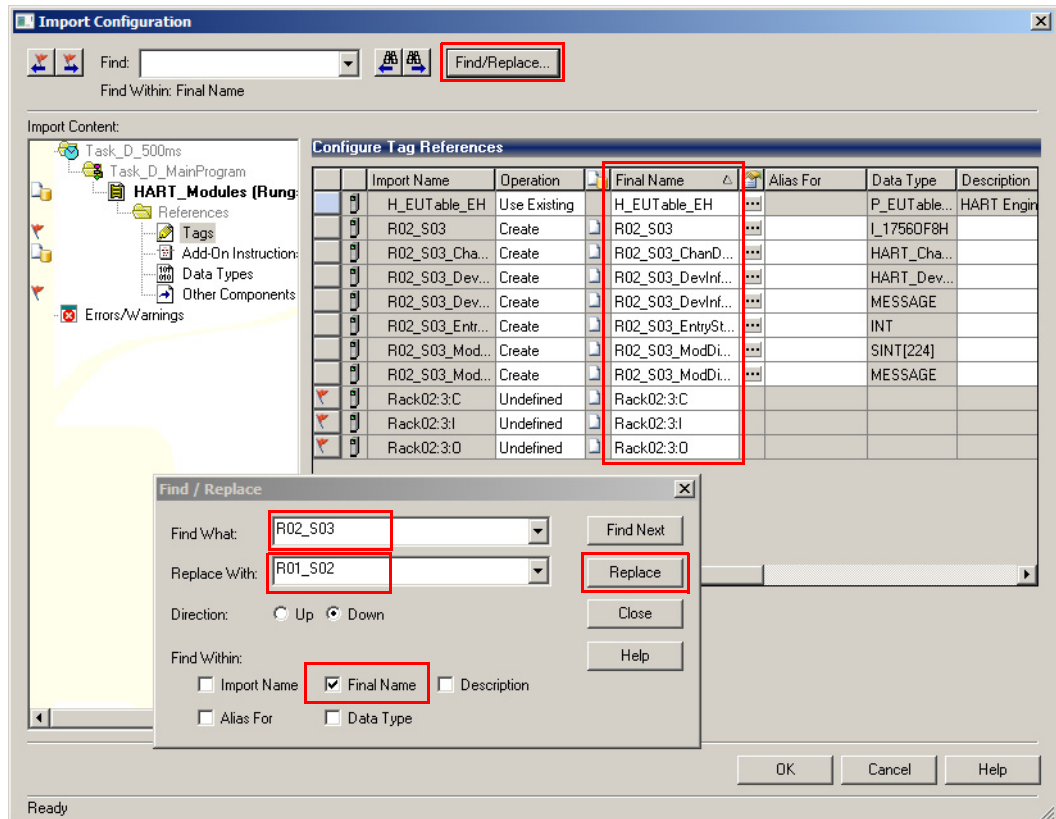 Import Configuration
Find:
Find/Replace...
Find Within: Final Name
Import Content:
Task_D_500ms
Task_D_MainProgram
HART_Modules (Rung:
References
Tags
Add-On Instruction:
Data Types
Other Components
Errors/Warnings
Configure Tag References
Import Name Operation Final Name Alias For Data Type Description
H_EUTable_EH Use Existing H_EUTable_EH ... P_EUTable... HART Engin
R02_S03 Create R02_S03 ... I_1756OF8H
R02_S03_Cha... Create R02_S03_ChanD... ... HART_Cha...
R02_S03_Dev... Create R02_S03_DevInf... ... HART_Dev...
R02_S03_Dev... Create R02_S03_DevInf... ... MESSAGE
R02_S03_Entr... Create R02_S03_EntrySt... ... INT
R02_S03_Mod... Create R02_S03_ModDi... ... SINT[224]
R02_S03_Mod... Create R02_S03_ModDi... ... MESSAGE
Rack02:3:C Undefined Rack02:3:C
Rack02:3:I Undefined Rack02:3:I
Rack02:3:O Undefined Rack02:3:O
Find / Replace
Find What: R02_S03 Find Next
Replace With: R01_S02 Replace
Direction: Up Down Close
Find Within: Help
Import Name Final Name Description
Alias For Data Type
OK Cancel Help
Ready